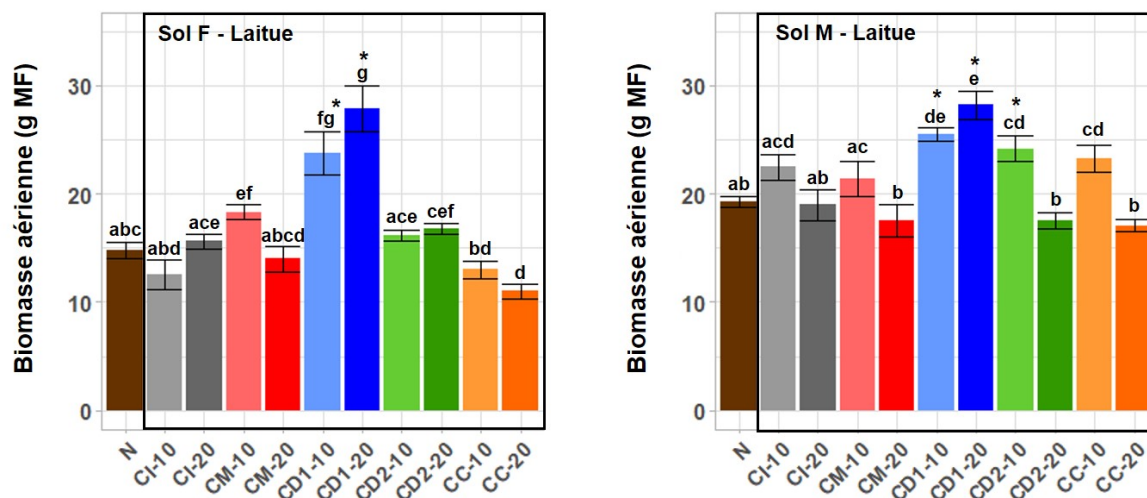 Sol F - Laitue
Biomasse aérienne (g MF)
30
20
10
0
abc
abd
ace
ef
abcd
fg
*
*
g
ace
cef
bd
d
N
CI-10
CI-20
CM-10
CM-20
CD1-10
CD1-20
CD2-10
CD2-20
CC-10
CC-20
Sol M - Laitue
Biomasse aérienne (g MF)
30
20
10
0
ab
acd
ab
ac
b
*
de
*
e
*
cd
b
cd
b
N
CI-10
CI-20
CM-10
CM-20
CD1-10
CD1-20
CD2-10
CD2-20
CC-10
CC-20